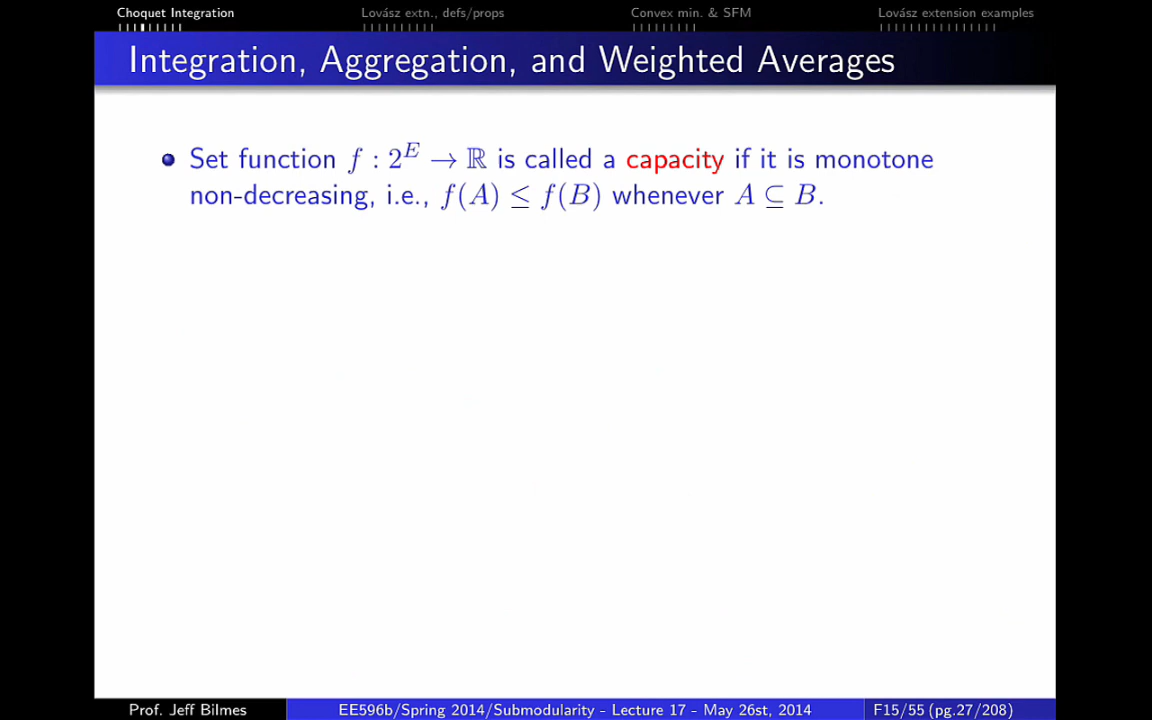 Choquet Integration Lovász extn., defs/props Convex min. & SFM Lovász extension examples
Integration, Aggregation, and Weighted Averages
Set function f : 2^E → ℝ is called a capacity if it is monotone
non-decreasing, i.e., f(A) ≤ f(B) whenever A ⊆ B.
Prof. Jeff Bilmes EE596b/Spring 2014/Submodularity - Lecture 17 - May 26st, 2014 F15/55 (pg.27/208)